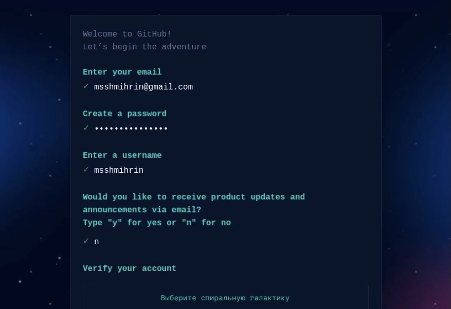 Welcome to GitHub!
Let's begin the adventure
Enter your email
✓ msshmihrin@gmail.com
Create a password
✓ •••••••••••••••
Enter a username
✓ msshmihrin
Would you like to receive product updates and
announcements via email?
Type "y" for yes or "n" for no
✓ n
Verify your account
Выберите спиральную галактику